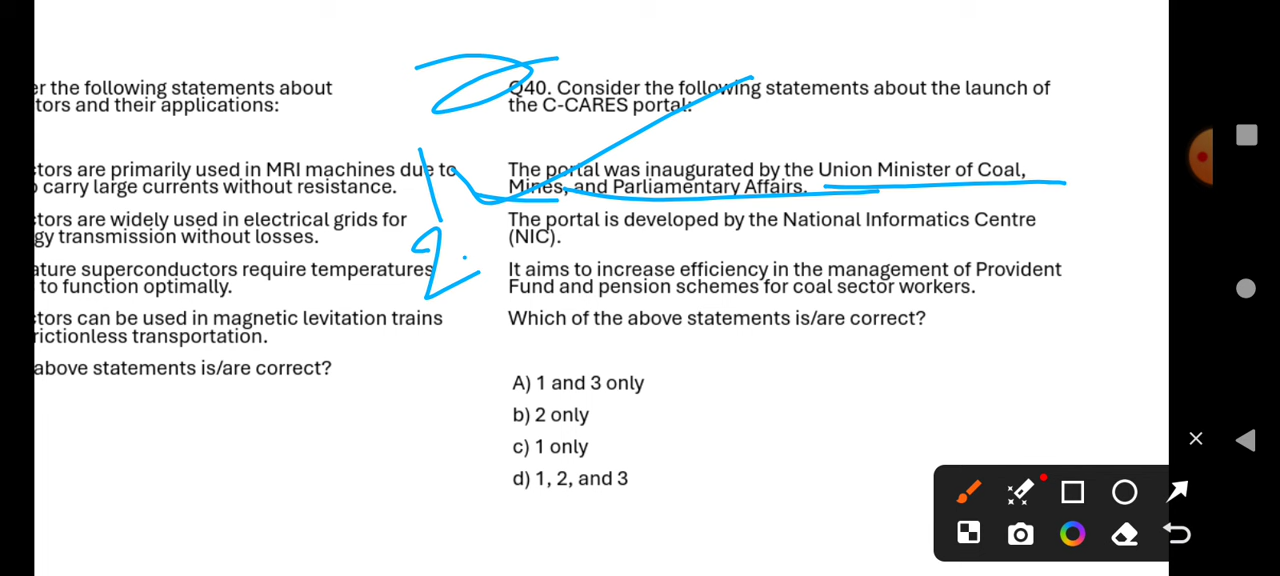 er the following statements about
tors and their applications:
ctors are primarily used in MRI machines due to
o carry large currents without resistance.
ctors are widely used in electrical grids for
gy transmission without losses.
ature superconductors require temperatures
to function optimally.
ctors can be used in magnetic levitation trains
rictionless transportation.
above statements is/are correct?
Q40. Consider the following statements about the launch of
the C-CARES portal:
1
The portal was inaugurated by the Union Minister of Coal,
Mines, and Parliamentary Affairs.
2.
The portal is developed by the National Informatics Centre
(NIC).
It aims to increase efficiency in the management of Provident
Fund and pension schemes for coal sector workers.
Which of the above statements is/are correct?
A) 1 and 3 only
b) 2 only
c) 1 only
d) 1, 2, and 3